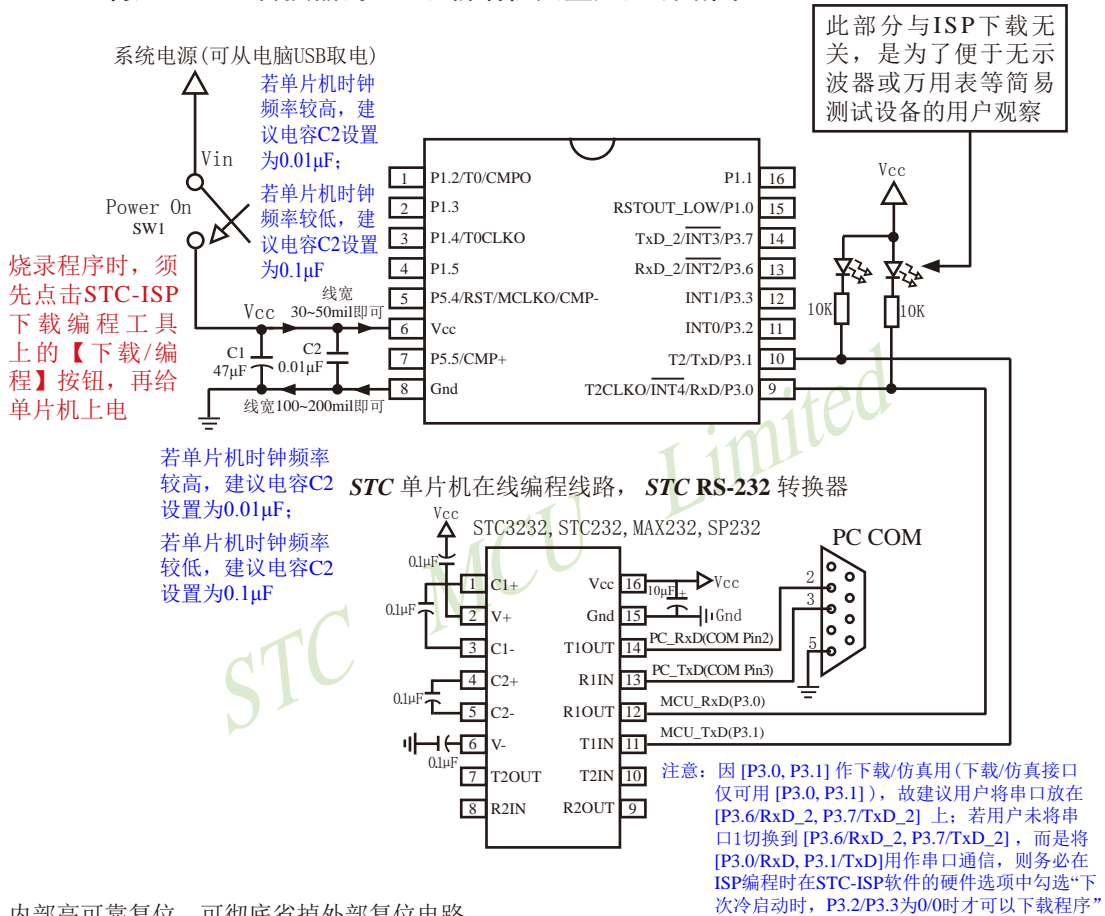 系统电源(可从电脑USB取电)
此部分与ISP下载无
关，是为了便于无示
波器或万用表等简易
测试设备的用户观察
若单片机时钟
频率较高，建
议电容C2设置
为0.01μF；
若单片机时钟
频率较低，建
议电容C2设置
为0.1μF
Vin
Power On
SW1
烧录程序时，须
先点击STC-ISP
下载编程工具
上的【下载/编
程】按钮，再给
单片机上电
Vcc
线宽
30~50mil即可
C1
47μF
C2
0.01μF
线宽100~200mil即可
1 P1.2/T0/CMPO
2 P1.3
3 P1.4/T0CLKO
4 P1.5
5 P5.4/RST/MCLKO/CMP-
6 Vcc
7 P5.5/CMP+
8 Gnd
P1.1 16
RSTOUT_LOW/P1.0 15
TxD_2/INT3/P3.7 14
RxD_2/INT2/P3.6 13
INT1/P3.3 12
INT0/P3.2 11
T2/TxD/P3.1 10
T2CLKO/INT4/RxD/P3.0 9
Vcc
10K
10K
若单片机时钟频率
较高，建议电容C2
设置为0.01μF；
若单片机时钟频率
较低，建议电容C2
设置为0.1μF
STC 单片机在线编程线路， STC RS-232 转换器
STC3232,STC232,MAX232,SP232
Vcc
0.1μF
0.1μF
0.1μF
0.1μF
1 C1+
2 V+
3 C1-
4 C2+
5 C2-
6 V-
7 T2OUT
8 R2IN
Vcc 16
Gnd 15
T1OUT 14
R1IN 13
R1OUT 12
T1IN 11
T2IN 10
R2OUT 9
10μF
+
Vcc
Gnd
PC_RxD(COM Pin2)
PC_TxD(COM Pin3)
MCU_RxD(P3.0)
MCU_TxD(P3.1)
PC COM
2
3
5
STC MCU Limited
注意：因 [P3.0, P3.1] 作下载/仿真用(下载/仿真接口
仅可用 [P3.0, P3.1] )，故建议用户将串口放在
[P3.6/RxD_2, P3.7/TxD_2] 上；若用户未将串
口1切换到 [P3.6/RxD_2, P3.7/TxD_2] ，而是将
[P3.0/RxD, P3.1/TxD]用作串口通信，则务必在
ISP编程时在STC-ISP软件的硬件选项中勾选“下
次冷启动时，P3.2/P3.3为0/0时才可以下载程序”
内部高可靠复位，可彻底省掉外部复位电路